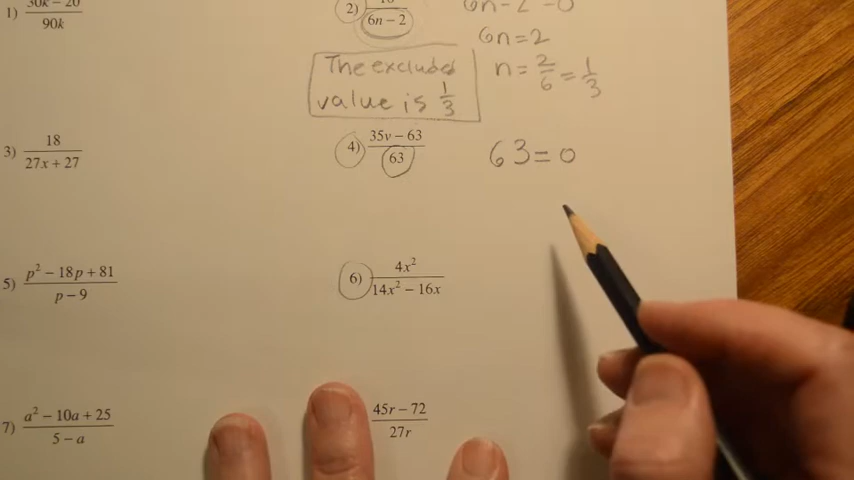 1) 30k - 20 / 90k
2) 10 / 6n - 2
6n - 2 = 0
6n = 2
n = 2/6 = 1/3
The excluded
value is 1/3
3) 18 / 27x + 27
4) 35v - 63 / 63
63 = 0
5) p² - 18p + 81 / p - 9
6) 4x² / 14x² - 16x
7) a² - 10a + 25 / 5 - a
45r - 72 / 27r